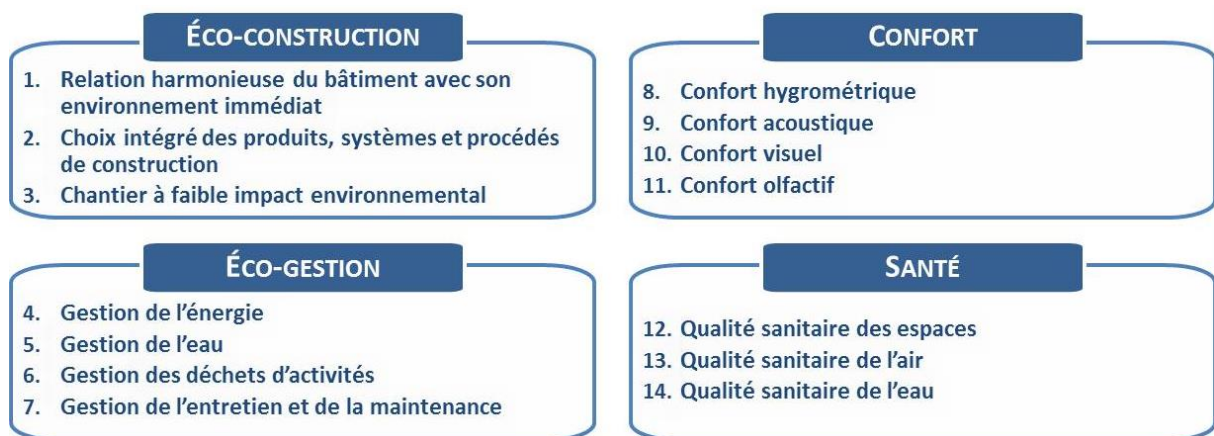 ÉCO-CONSTRUCTION
1. Relation harmonieuse du bâtiment avec son
environnement immédiat
2. Choix intégré des produits, systèmes et procédés
de construction
3. Chantier à faible impact environnemental
CONFORT
8. Confort hygrométrique
9. Confort acoustique
10. Confort visuel
11. Confort olfactif
ÉCO-GESTION
4. Gestion de l'énergie
5. Gestion de l'eau
6. Gestion des déchets d'activités
7. Gestion de l'entretien et de la maintenance
SANTÉ
12. Qualité sanitaire des espaces
13. Qualité sanitaire de l'air
14. Qualité sanitaire de l'eau